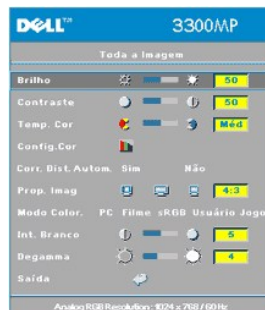 DELL™ 3300MP
Toda a Imagem
Brilho 50
Contraste 50
Temp. Cor Méd
Config.Cor
Corr. Dist. Autom. Sim Não
Prop. Imag 4:3
Modo Color. PC Filme sRGB Usuário Jogo
Int. Branco 5
Degamma 4
Saída
Analog RGB Resolution : 1024 x 768 / 60 Hz